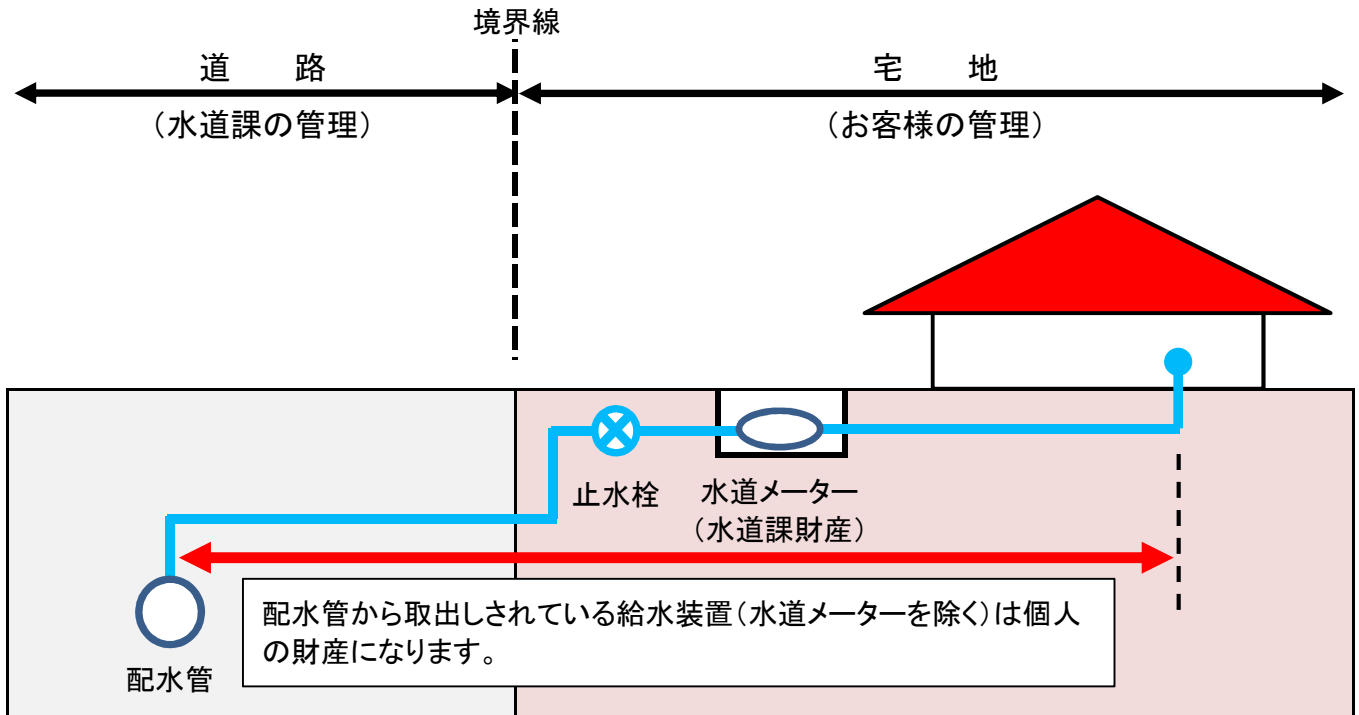 境界線
道　　路
宅　　地
（水道課の管理）
（お客様の管理）
止水栓
水道メーター
（水道課財産）
配水管から取出しされている給水装置（水道メーターを除く）は個人
の財産になります。
配水管